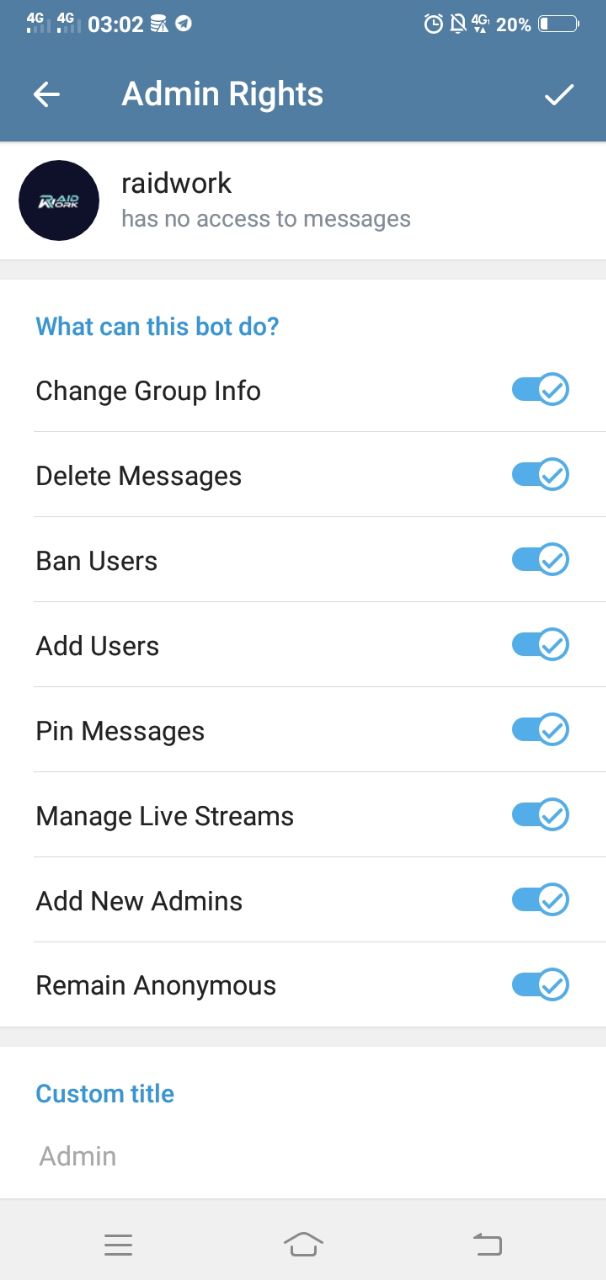 4G 4G 03:02 4G 20%
Admin Rights
RAID WORK
raidwork
has no access to messages
What can this bot do?
Change Group Info
Delete Messages
Ban Users
Add Users
Pin Messages
Manage Live Streams
Add New Admins
Remain Anonymous
Custom title
Admin